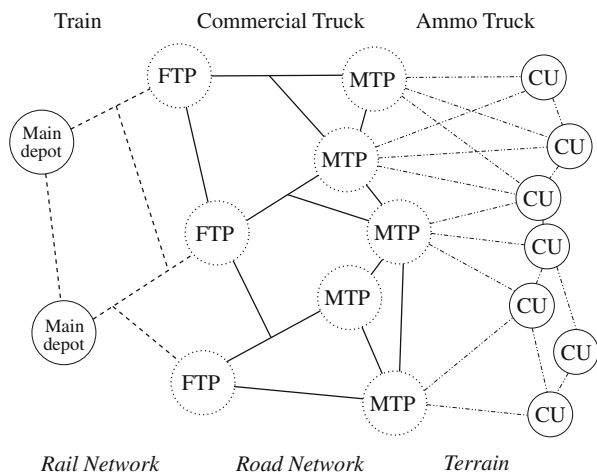 Train Commercial Truck Ammo Truck
FTP
MTP
CU
Main
depot
CU
MTP
CU
FTP
MTP
CU
MTP
CU
Main
depot
CU
FTP
MTP
CU
Rail Network Road Network Terrain